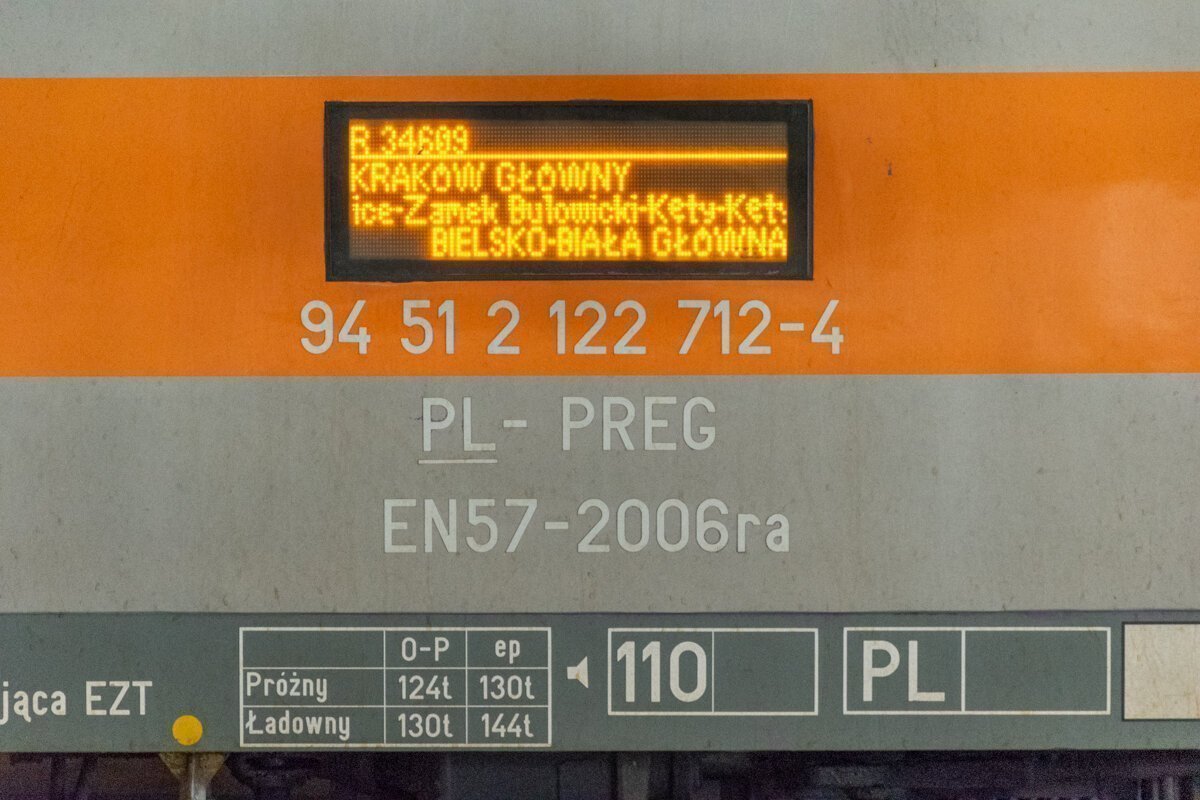 R 34609
KRAKÓW GŁÓWNY
ice-Zamek Bulowicki-Kęty-Kęty
BIELSKO-BIAŁA GŁÓWNA
94 51 2 122 712-4
PL- PREG
EN57-2006ra
jąca EZT
O-P ep
Próżny 124t 130t
Ładowny 130t 144t
110
PL